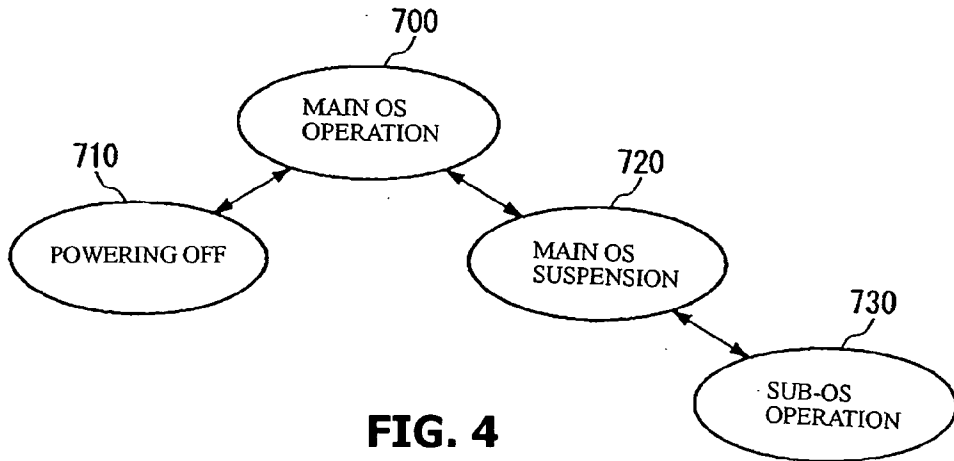 700
MAIN OS
OPERATION
710
POWERING OFF
720
MAIN OS
SUSPENSION
730
SUB-OS
OPERATION
FIG. 4